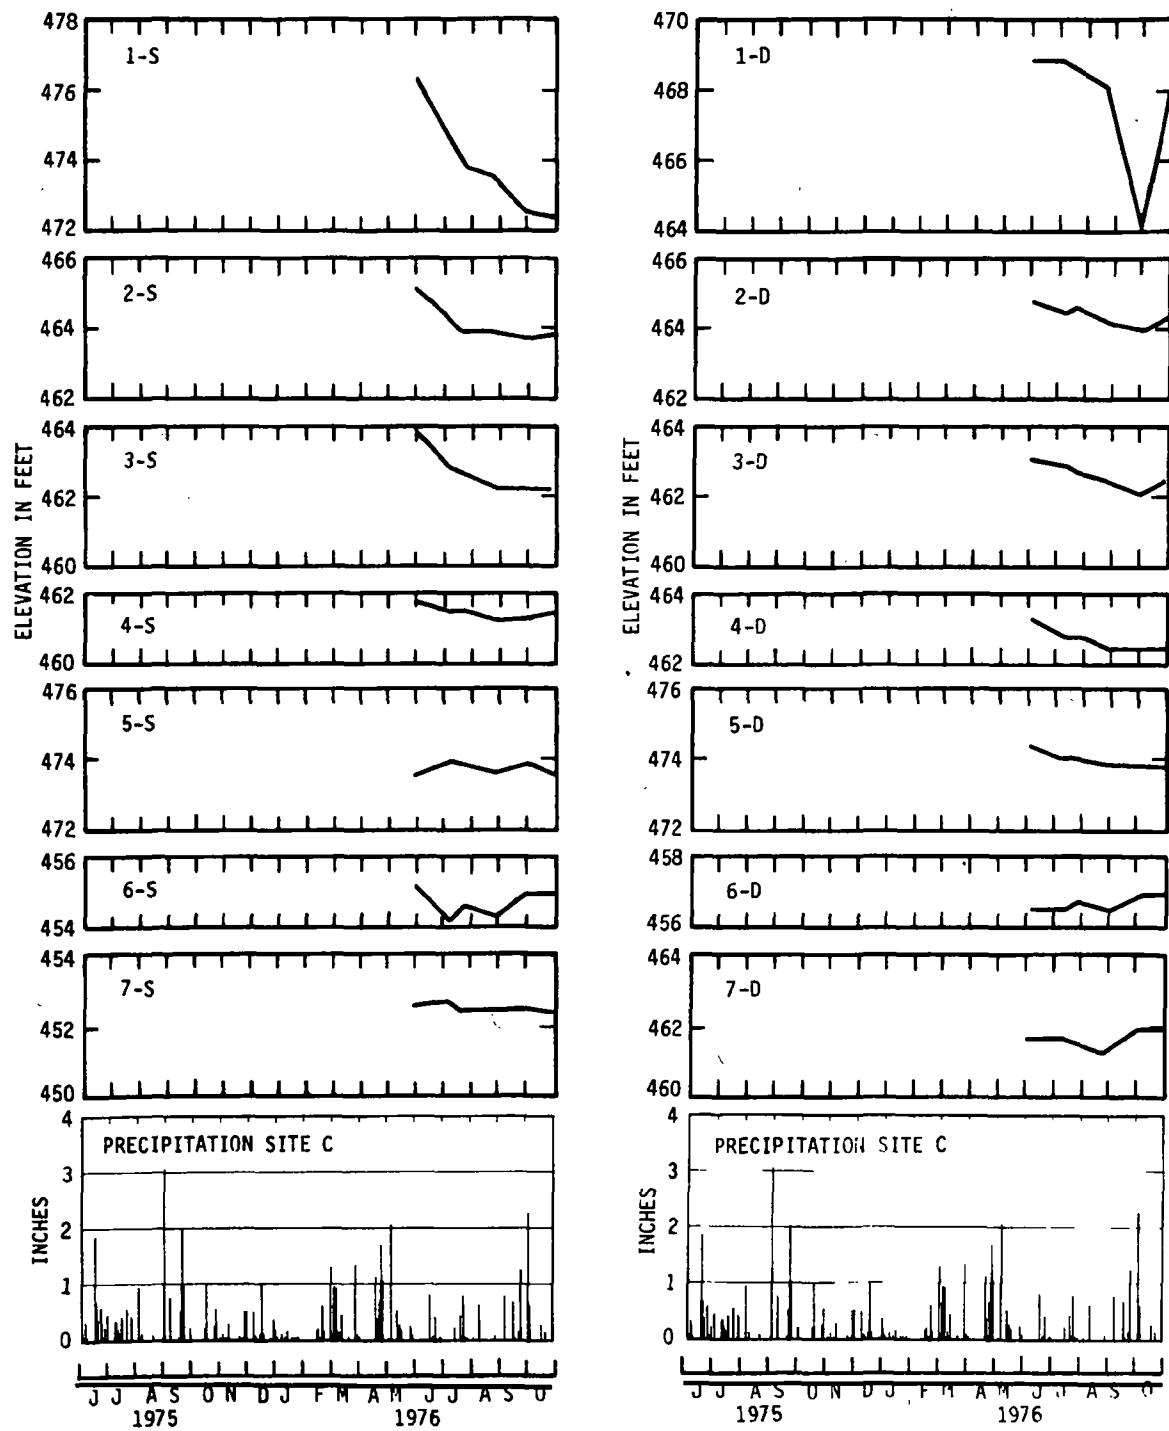 478
1-S
476
474
472
466
2-S
464
462
464
3-S
462
460
462
4-S
460
476
5-S
474
472
456
6-S
454
454
7-S
452
450
ELEVATION IN FEET
4
PRECIPITATION SITE C
3
2
1
0
INCHES
J J A S O N D J F M A M J J A S O
1975 1976
470
1-D
468
466
464
466
2-D
464
462
464
3-D
462
460
464
4-D
462
476
5-D
474
472
458
6-D
456
464
7-D
462
460
ELEVATION IN FEET
4
PRECIPITATION SITE C
3
2
1
0
INCHES
J J A S O N D J F M A M J J A S O
1975 1976